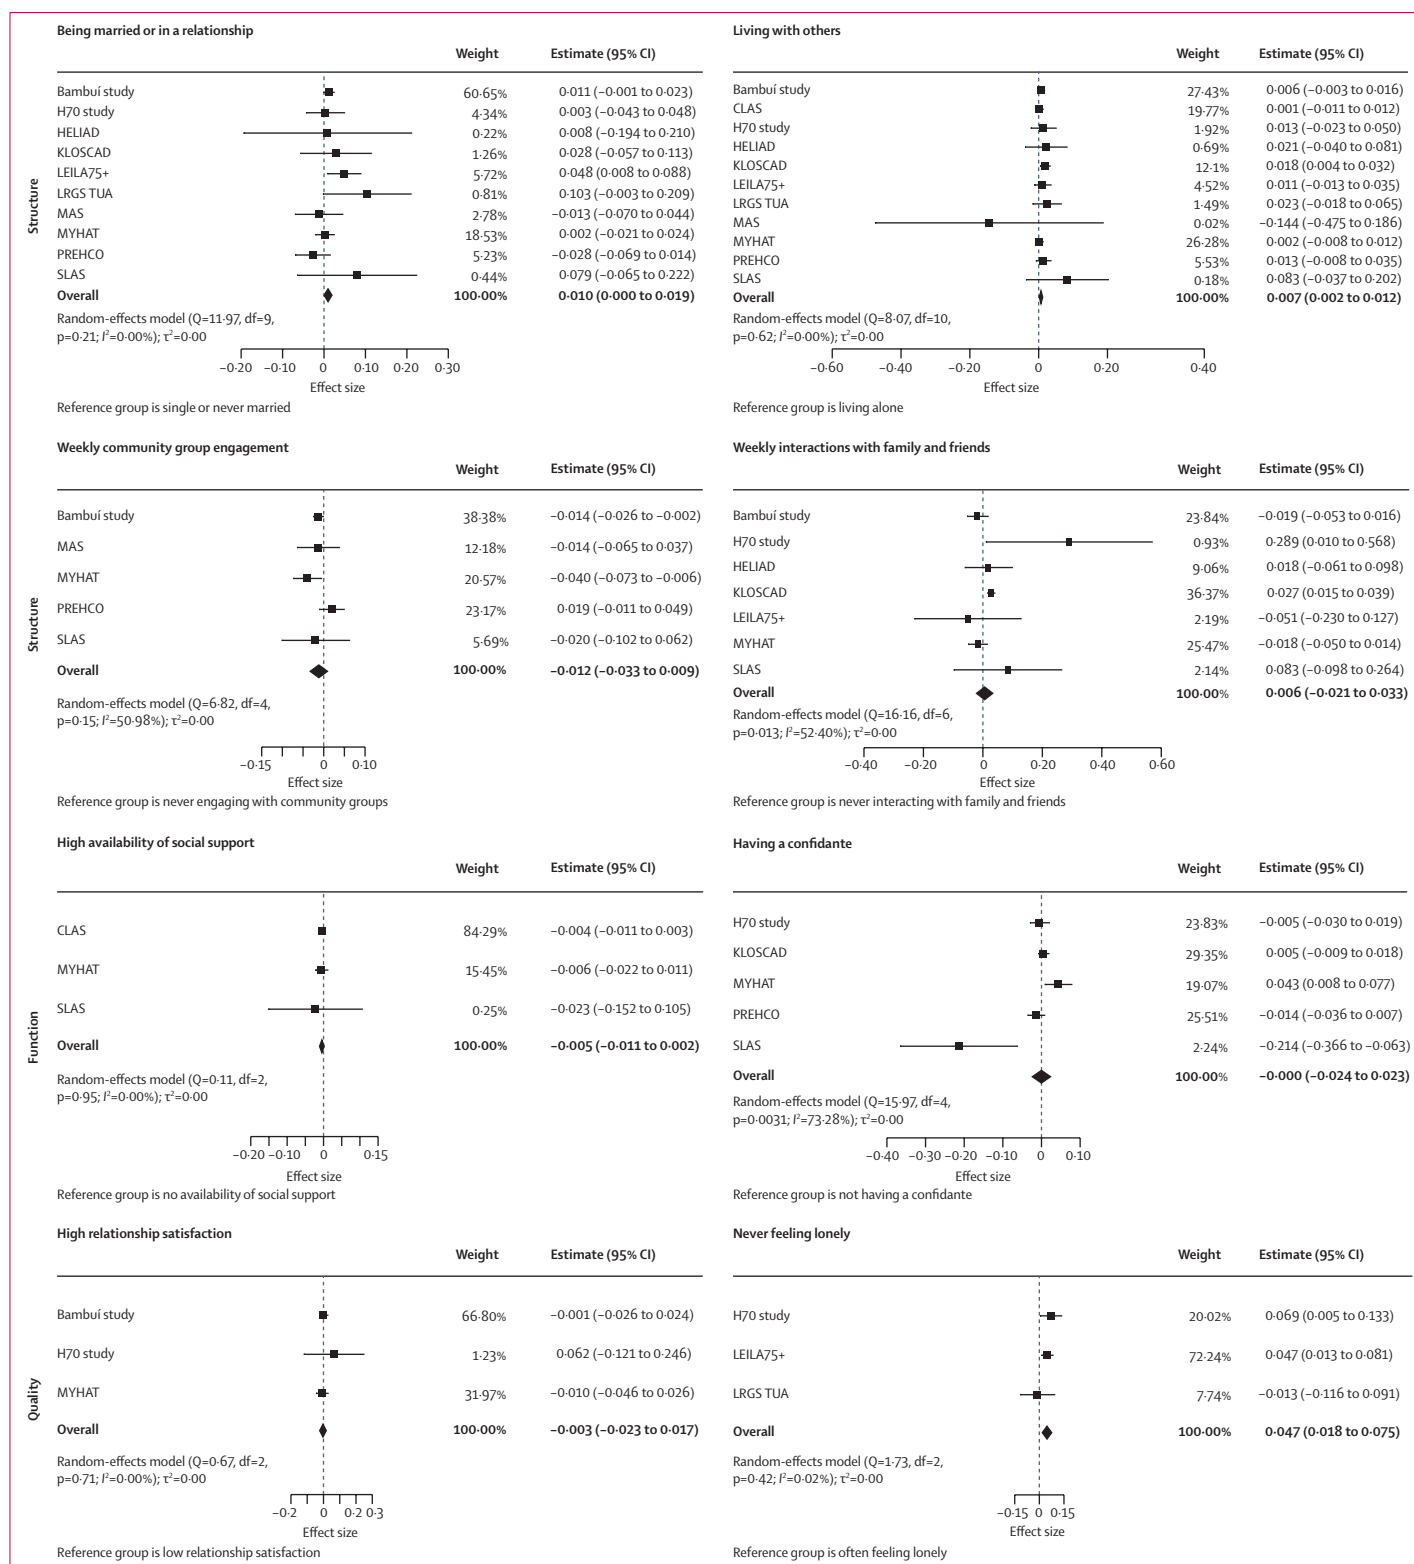 Being married or in a relationship
Weight Estimate (95% CI)
Structure
Bambuí study 60·65% 0·011 (−0·001 to 0·023)
H70 study 4·34% 0·003 (−0·043 to 0·048)
HELIAD 0·22% 0·008 (−0·194 to 0·210)
KLOSCAD 1·26% 0·028 (−0·057 to 0·113)
LEILA75+ 5·72% 0·048 (0·008 to 0·088)
LRGS TUA 0·81% 0·103 (−0·003 to 0·209)
MAS 2·78% −0·013 (−0·070 to 0·044)
MYHAT 18·53% 0·002 (−0·021 to 0·024)
PREHCO 5·23% −0·028 (−0·069 to 0·014)
SLAS 0·44% 0·079 (−0·065 to 0·222)
Overall 100·00% 0·010 (0·000 to 0·019)
Random-effects model (Q=11·97, df=9,
p=0·21; I²=0·00%); τ²=0·00
−0·20 −0·10 0 0·10 0·20 0·30
Effect size
Reference group is single or never married
Living with others
Weight Estimate (95% CI)
Bambuí study 27·43% 0·006 (−0·003 to 0·016)
CLAS 19·77% 0·001 (−0·011 to 0·012)
H70 study 1·92% 0·013 (−0·023 to 0·050)
HELIAD 0·69% 0·021 (−0·040 to 0·081)
KLOSCAD 12·1% 0·018 (0·004 to 0·032)
LEILA75+ 4·52% 0·011 (−0·013 to 0·035)
LRGS TUA 1·49% 0·023 (−0·018 to 0·065)
MAS 0·02% −0·144 (−0·475 to 0·186)
MYHAT 26·28% 0·002 (−0·008 to 0·012)
PREHCO 5·53% 0·013 (−0·008 to 0·035)
SLAS 0·18% 0·083 (−0·037 to 0·202)
Overall 100·00% 0·007 (0·002 to 0·012)
Random-effects model (Q=8·07, df=10,
p=0·62; I²=0·00%); τ²=0·00
−0·60 −0·40 −0·20 0 0·20 0·40
Effect size
Reference group is living alone
Weekly community group engagement
Weight Estimate (95% CI)
Structure
Bambuí study 38·38% −0·014 (−0·026 to −0·002)
MAS 12·18% −0·014 (−0·065 to 0·037)
MYHAT 20·57% −0·040 (−0·073 to −0·006)
PREHCO 23·17% 0·019 (−0·011 to 0·049)
SLAS 5·69% −0·020 (−0·102 to 0·062)
Overall 100·00% −0·012 (−0·033 to 0·009)
Random-effects model (Q=6·82, df=4,
p=0·15; I²=50·98%); τ²=0·00
−0·15 0 0·10
Effect size
Reference group is never engaging with community groups
Weekly interactions with family and friends
Weight Estimate (95% CI)
Bambuí study 23·84% −0·019 (−0·053 to 0·016)
H70 study 0·93% 0·289 (0·010 to 0·568)
HELIAD 9·06% 0·018 (−0·061 to 0·098)
KLOSCAD 36·37% 0·027 (0·015 to 0·039)
LEILA75+ 2·19% −0·051 (−0·230 to 0·127)
MYHAT 25·47% −0·018 (−0·050 to 0·014)
SLAS 2·14% 0·083 (−0·098 to 0·264)
Overall 100·00% 0·006 (−0·021 to 0·033)
Random-effects model (Q=16·16, df=6,
p=0·013; I²=52·40%); τ²=0·00
−0·40 −0·20 0 0·20 0·40 0·60
Effect size
Reference group is never interacting with family and friends
High availability of social support
Weight Estimate (95% CI)
Function
CLAS 84·29% −0·004 (−0·011 to 0·003)
MYHAT 15·45% −0·006 (−0·022 to 0·011)
SLAS 0·25% −0·023 (−0·152 to 0·105)
Overall 100·00% −0·005 (−0·011 to 0·002)
Random-effects model (Q=0·11, df=2,
p=0·95; I²=0·00%); τ²=0·00
−0·20 −0·10 0 0·15
Effect size
Reference group is no availability of social support
Having a confidante
Weight Estimate (95% CI)
H70 study 23·83% −0·005 (−0·030 to 0·019)
KLOSCAD 29·35% 0·005 (−0·009 to 0·018)
MYHAT 19·07% 0·043 (0·008 to 0·077)
PREHCO 25·51% −0·014 (−0·036 to 0·007)
SLAS 2·24% −0·214 (−0·366 to −0·063)
Overall 100·00% −0·000 (−0·024 to 0·023)
Random-effects model (Q=15·97, df=4,
p=0·0031; I²=73·28%); τ²=0·00
−0·40 −0·30 −0·20 −0·10 0 0·10
Effect size
Reference group is not having a confidante
High relationship satisfaction
Weight Estimate (95% CI)
Quality
Bambuí study 66·80% −0·001 (−0·026 to 0·024)
H70 study 1·23% 0·062 (−0·121 to 0·246)
MYHAT 31·97% −0·010 (−0·046 to 0·026)
Overall 100·00% −0·003 (−0·023 to 0·017)
Random-effects model (Q=0·67, df=2,
p=0·71; I²=0·00%); τ²=0·00
−0·2 0 0·2 0·3
Effect size
Reference group is low relationship satisfaction
Never feeling lonely
Weight Estimate (95% CI)
H70 study 20·02% 0·069 (0·005 to 0·133)
LEILA75+ 72·24% 0·047 (0·013 to 0·081)
LRGS TUA 7·74% −0·013 (−0·116 to 0·091)
Overall 100·00% 0·047 (0·018 to 0·075)
Random-effects model (Q=1·73, df=2,
p=0·42; I²=0·02%); τ²=0·00
−0·15 0 0·15
Effect size
Reference group is often feeling lonely